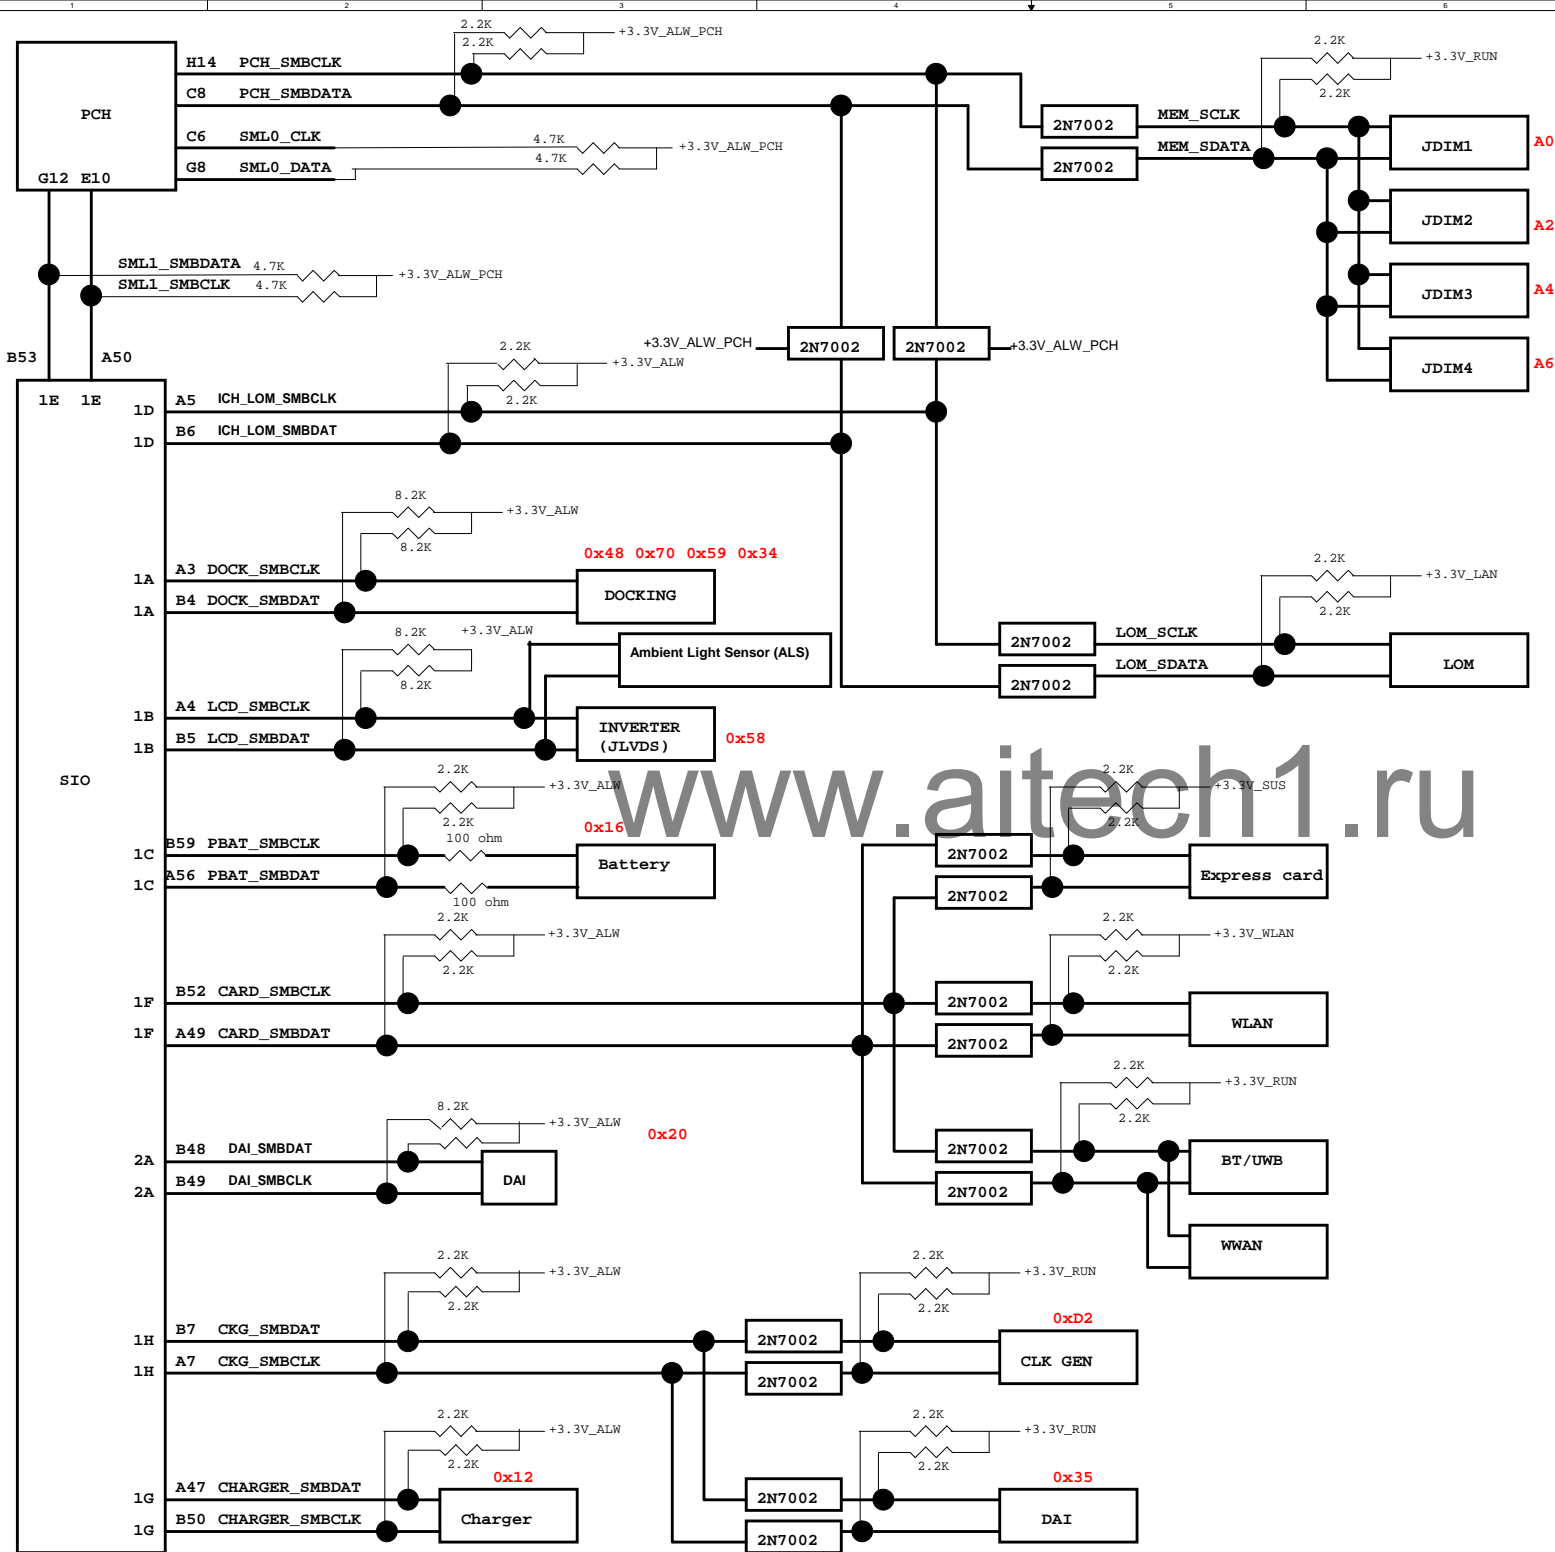 1 2 3 4 5 6
2.2K
+3.3V_ALW_PCH
2.2K
H14 PCH_SMBCLK
C8 PCH_SMBDATA
PCH
C6 SML0_CLK
4.7K
+3.3V_ALW_PCH
G8 SML0_DATA
4.7K
G12 E10
2.2K
+3.3V_RUN
2.2K
2N7002
MEM_SCLK
2N7002
MEM_SDATA
JDIM1
A0
JDIM2
A2
JDIM3
A4
JDIM4
A6
SML1_SMBDATA
4.7K
+3.3V_ALW_PCH
SML1_SMBCLK
4.7K
B53
A50
+3.3V_ALW_PCH
2N7002
2N7002
+3.3V_ALW_PCH
2.2K
+3.3V_ALW
2.2K
1E 1E
1D
A5 ICH_LOM_SMBCLK
1D
B6 ICH_LOM_SMBDAT
8.2K
+3.3V_ALW
8.2K
0x48 0x70 0x59 0x34
1A
A3 DOCK_SMBCLK
DOCKING
1A
B4 DOCK_SMBDAT
2.2K
+3.3V_LAN
2.2K
2N7002
LOM_SCLK
2N7002
LOM_SDATA
LOM
8.2K
+3.3V_ALW
8.2K
Ambient Light Sensor (ALS)
1B
A4 LCD_SMBCLK
1B
B5 LCD_SMBDAT
INVERTER
(JLVDS)
0x58
SIO
www.aitech1.ru
2.2K
+3.3V_ALW
2.2K
0x16
1C
B59 PBAT_SMBCLK
100 ohm
Battery
1C
A56 PBAT_SMBDAT
100 ohm
2.2K
+3.3V_SUS
2.2K
2N7002
2N7002
Express card
2.2K
+3.3V_ALW
2.2K
1F
B52 CARD_SMBCLK
1F
A49 CARD_SMBDAT
2.2K
+3.3V_WLAN
2.2K
2N7002
2N7002
WLAN
2.2K
+3.3V_RUN
2.2K
2N7002
2N7002
BT/UWB
WWAN
8.2K
+3.3V_ALW
0x20
2A
B48 DAI_SMBDAT
2A
B49 DAI_SMBCLK
DAI
2.2K
+3.3V_ALW
2.2K
1H
B7 CKG_SMBDAT
1H
A7 CKG_SMBCLK
2.2K
+3.3V_RUN
2.2K
0xD2
2N7002
2N7002
CLK GEN
2.2K
+3.3V_ALW
2.2K
0x12
1G
A47 CHARGER_SMBDAT
1G
B50 CHARGER_SMBCLK
Charger
2.2K
+3.3V_RUN
2.2K
0x35
2N7002
2N7002
DAI